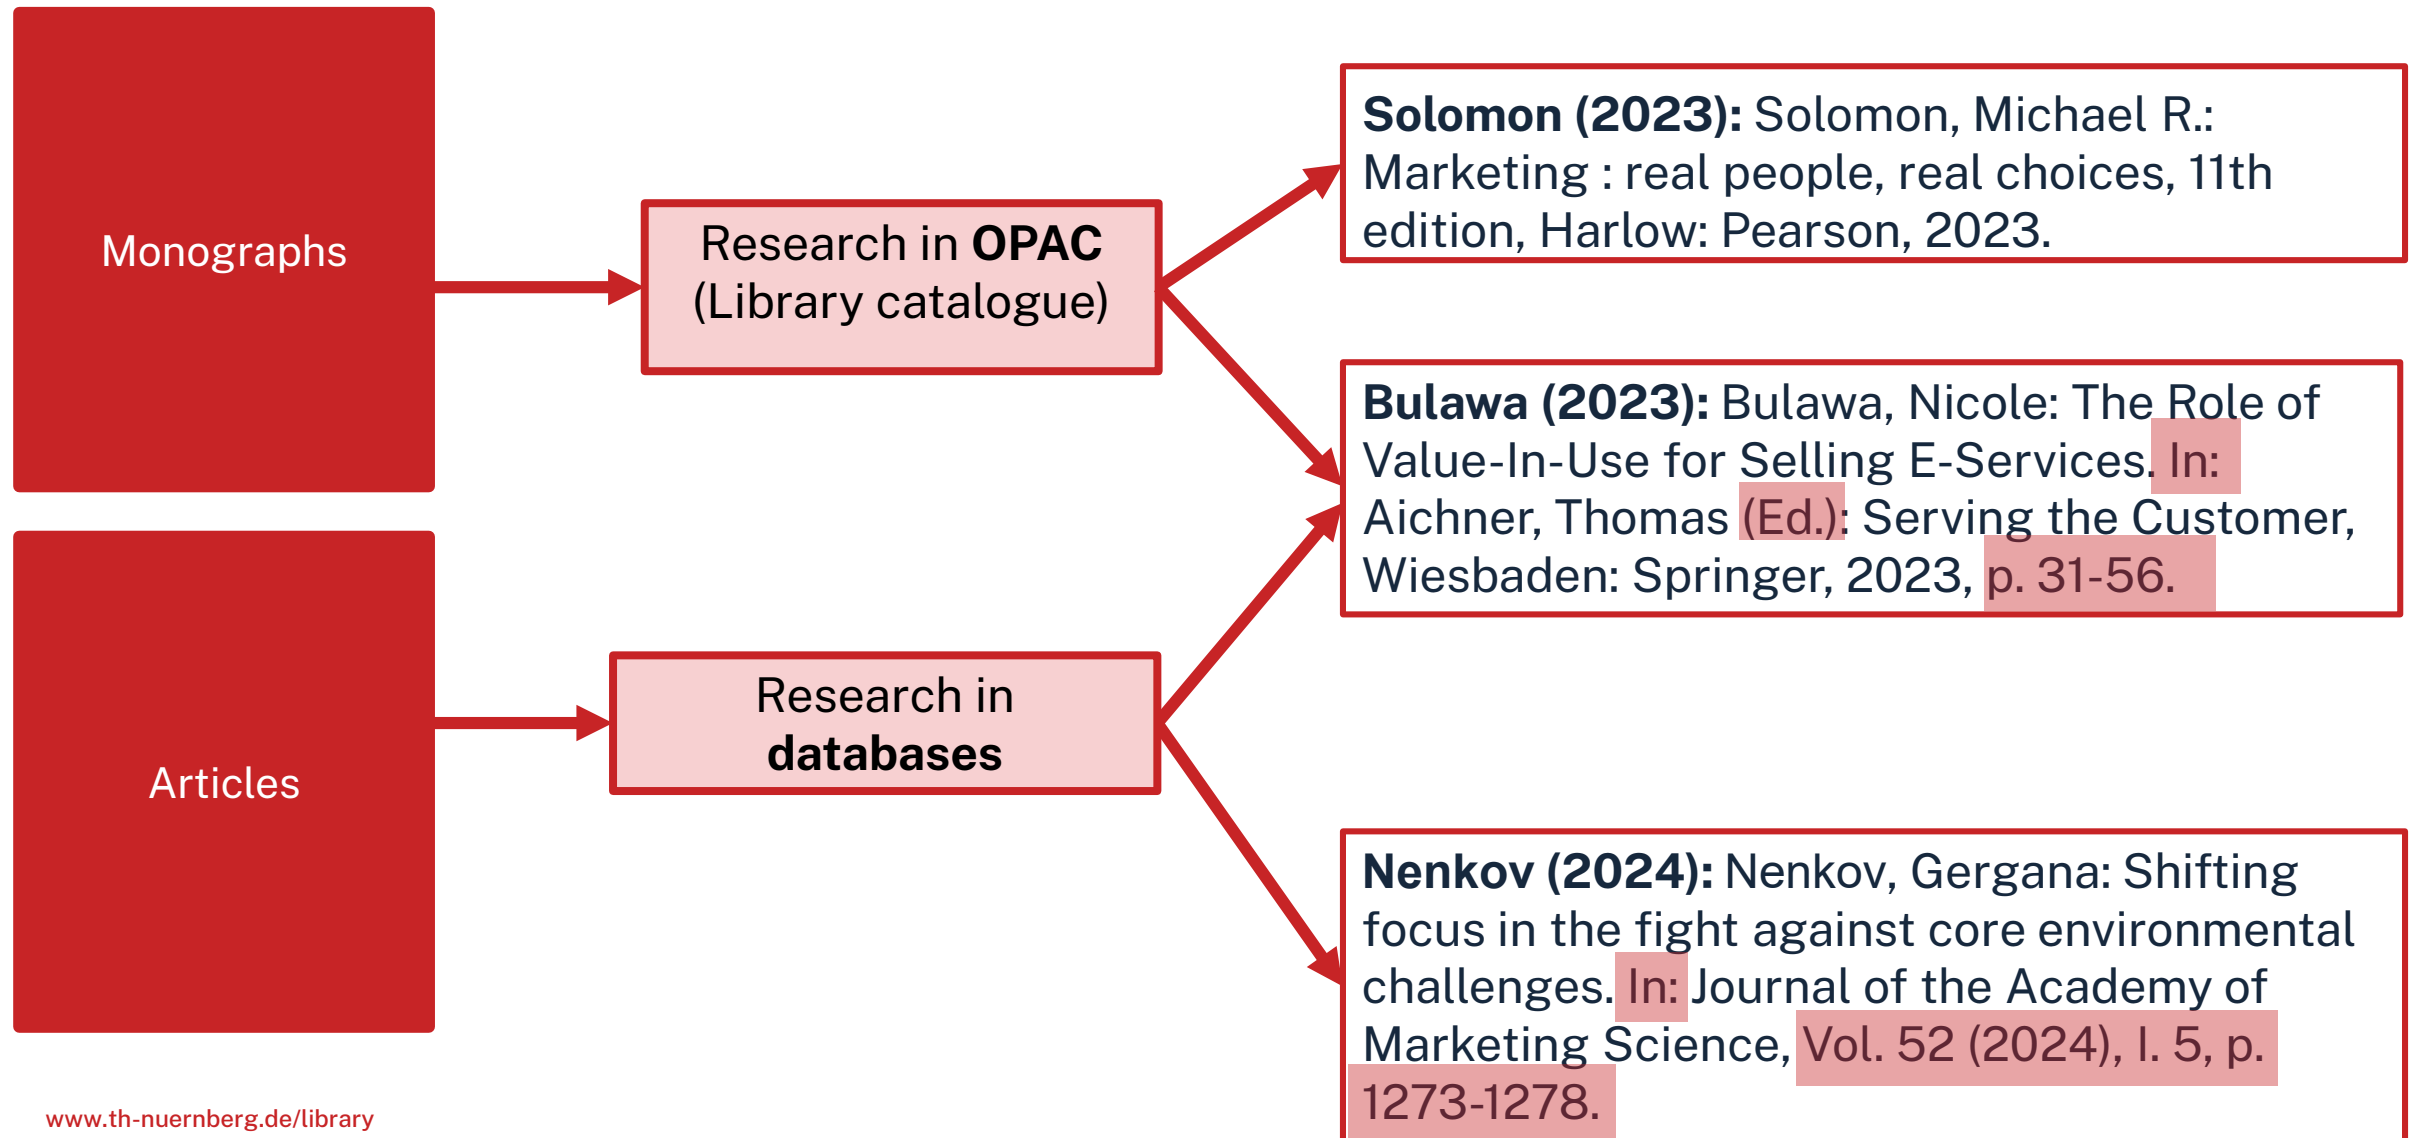 Monographs
Research in OPAC
(Library catalogue)
Solomon (2023): Solomon, Michael R.:
Marketing : real people, real choices, 11th
edition, Harlow: Pearson, 2023.
Bulawa (2023): Bulawa, Nicole: The Role of
Value-In-Use for Selling E-Services. In:
Aichner, Thomas (Ed.): Serving the Customer,
Wiesbaden: Springer, 2023, p. 31-56.
Articles
Research in
databases
Nenkov (2024): Nenkov, Gergana: Shifting
focus in the fight against core environmental
challenges. In: Journal of the Academy of
Marketing Science, Vol. 52 (2024), I. 5, p.
1273-1278.
www.th-nuernberg.de/library